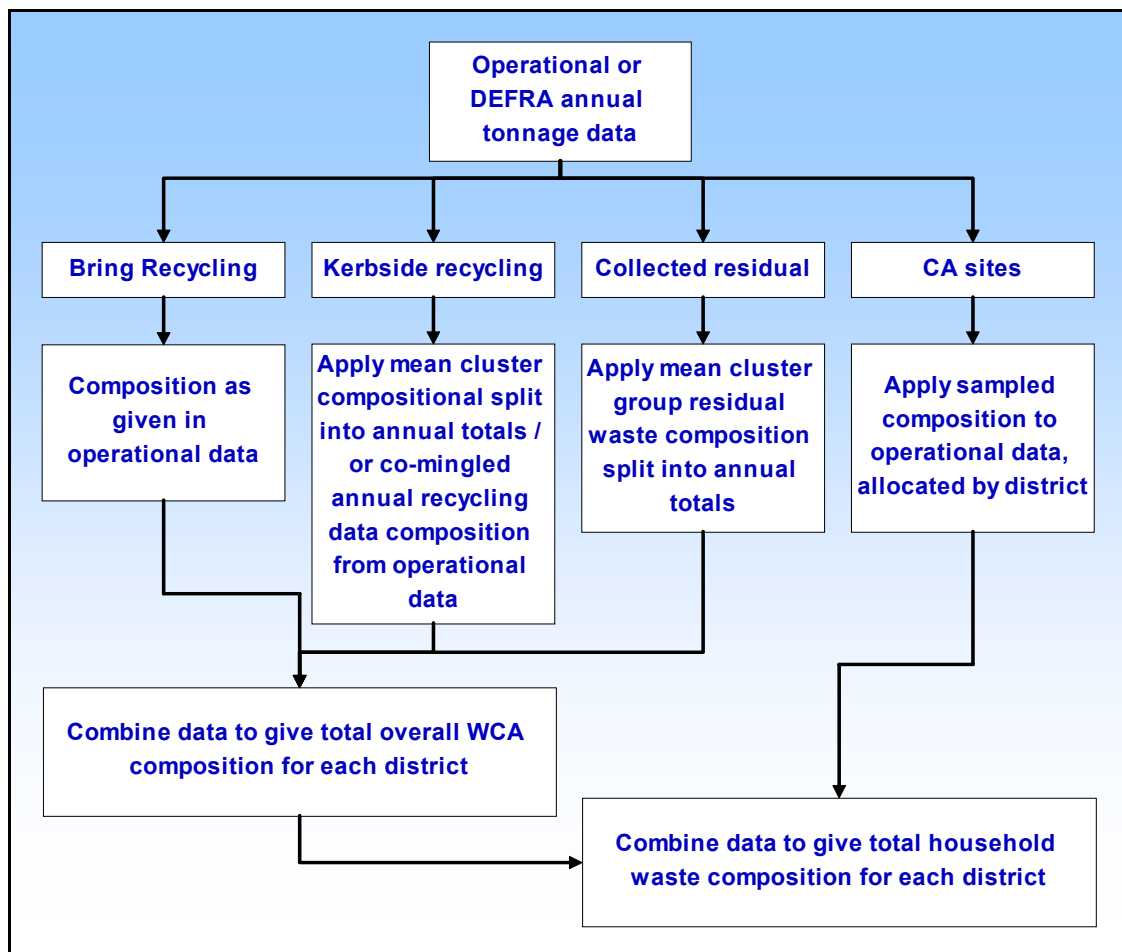 Operational or
DEFRA annual
tonnage data
Bring Recycling
Kerbside recycling
Collected residual
CA sites
Composition as
given in
operational data
Apply mean cluster
compositional split
into annual totals /
or co-mingled
annual recycling
data composition
from operational
data
Apply mean cluster
group residual
waste composition
split into annual
totals
Apply sampled
composition to
operational data,
allocated by district
Combine data to give total overall WCA
composition for each district
Combine data to give total household
waste composition for each district